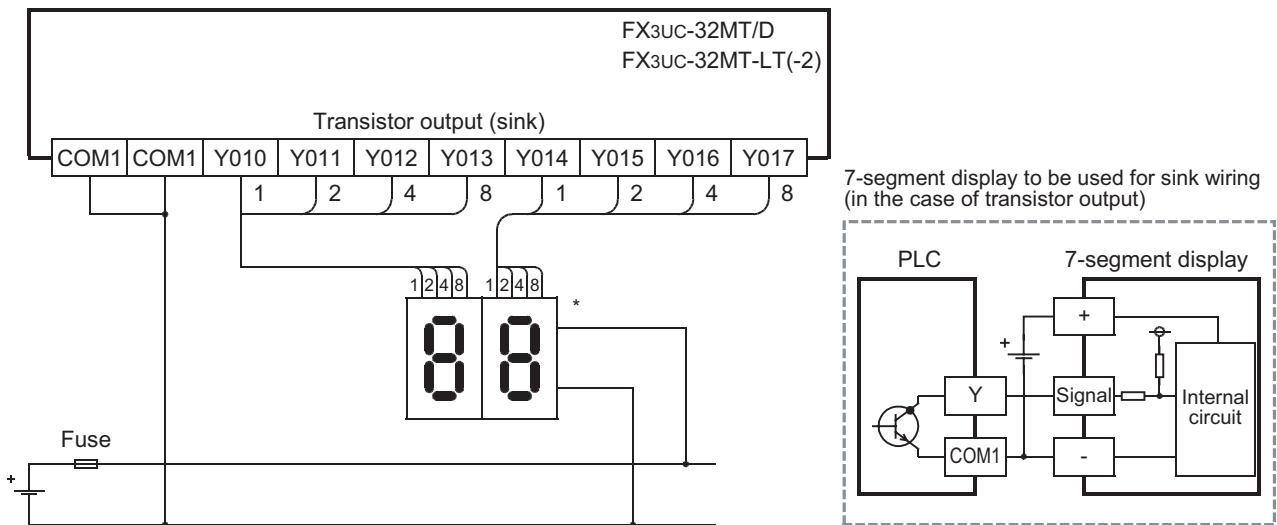 FX3UC-32MT/D
FX3UC-32MT-LT(-2)
Transistor output (sink)
COM1 COM1 Y010 Y011 Y012 Y013 Y014 Y015 Y016 Y017
1 2 4 8 1 2 4 8
1 2 4 8 1 2 4 8
*
8 8
Fuse
+
7-segment display to be used for sink wiring
(in the case of transistor output)
PLC 7-segment display
+
+
Y Signal Internal
circuit
COM1 -